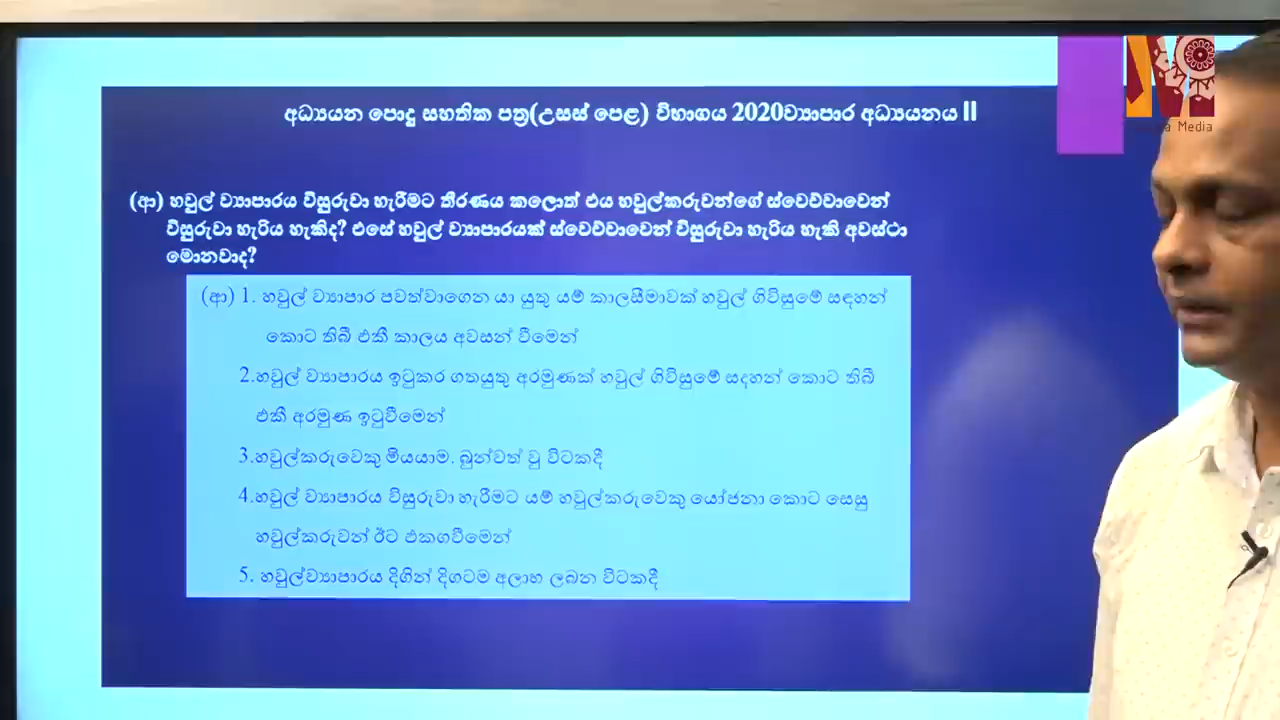 අධ්‍යයන පොදු සහතික පත්‍ර(උසස් පෙළ) විභාගය 2020ව්‍යාපාර අධ්‍යයනය II
(ආ) හවුල් ව්‍යාපාරය විසුරුවා හැරීමට තීරණය කලොත් එය හවුල්කරුවන්ගේ ස්වෙච්චාවෙන්
විසුරුවා හැරිය හැකිද? එසේ හවුල් ව්‍යාපාරයක් ස්වෙච්චාවෙන් විසුරුවා හැරිය හැකි අවස්ථා
මොනවාද?
(ආ) 1. හවුල් ව්‍යාපාර පවත්වාගෙන යා යුතු යම් කාලසීමාවක් හවුල් ගිවිසුමේ සඳහන්
කොට තිබී එකී කාලය අවසන් වීමෙන්
2.හවුල් ව්‍යාපාරය ඉටුකර ගතයුතු අරමුණක් හවුල් ගිවිසුමේ සදහන් කොට තිබී
එකී අරමුණ ඉටුවීමෙන්
3.හවුල්කරුවෙකු මියයාම. බුන්වත් වු විටකදී
4.හවුල් ව්‍යාපාරය විසුරුවා හැරීමට යම් හවුල්කරුවෙකු යෝජනා කොට සෙසු
හවුල්කරුවන් ඊට එකගවීමෙන්
5. හවුල්ව්‍යාපාරය දිගින් දිගටම අලාභ ලබන විටකදී
Media